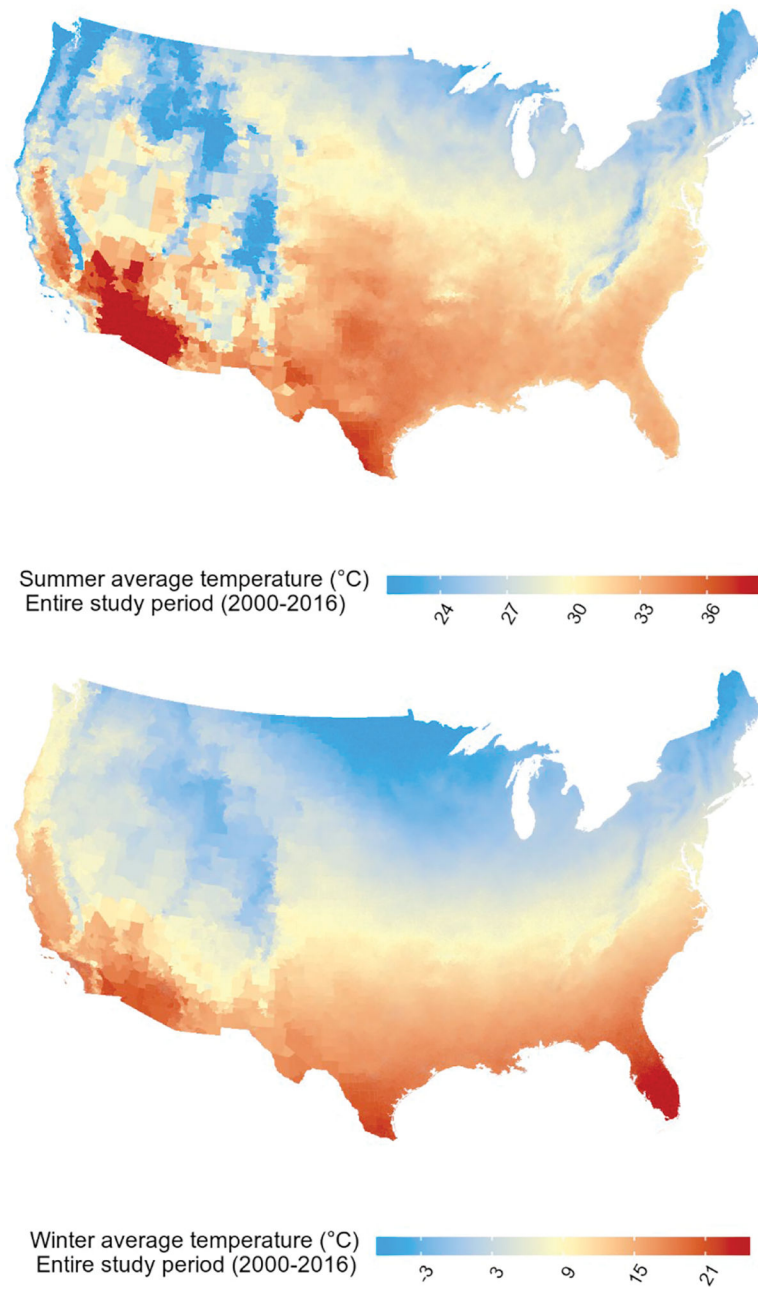 Summer average temperature (°C)
Entire study period (2000-2016)
24 27 30 33 36
Winter average temperature (°C)
Entire study period (2000-2016)
-3 3 9 15 21